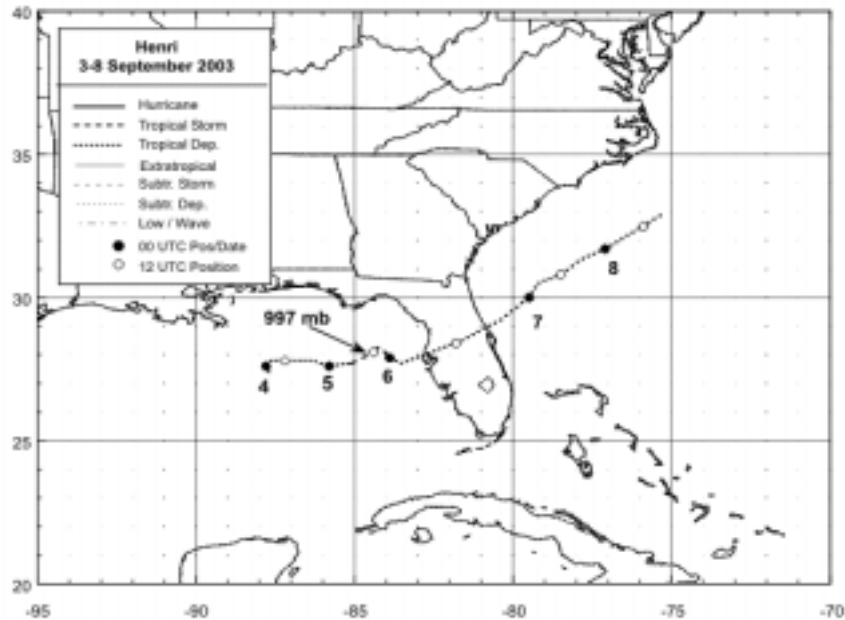 Henri
3-8 September 2003
Hurricane
Tropical Storm
Tropical Dep.
Extratropical
Subtr. Storm
Subtr. Dep.
Low / Wave
00 UTC Pos/Date
12 UTC Position
40
35
30
25
20
997 mb
4
5
6
7
8
-95
-90
-85
-80
-75
-70